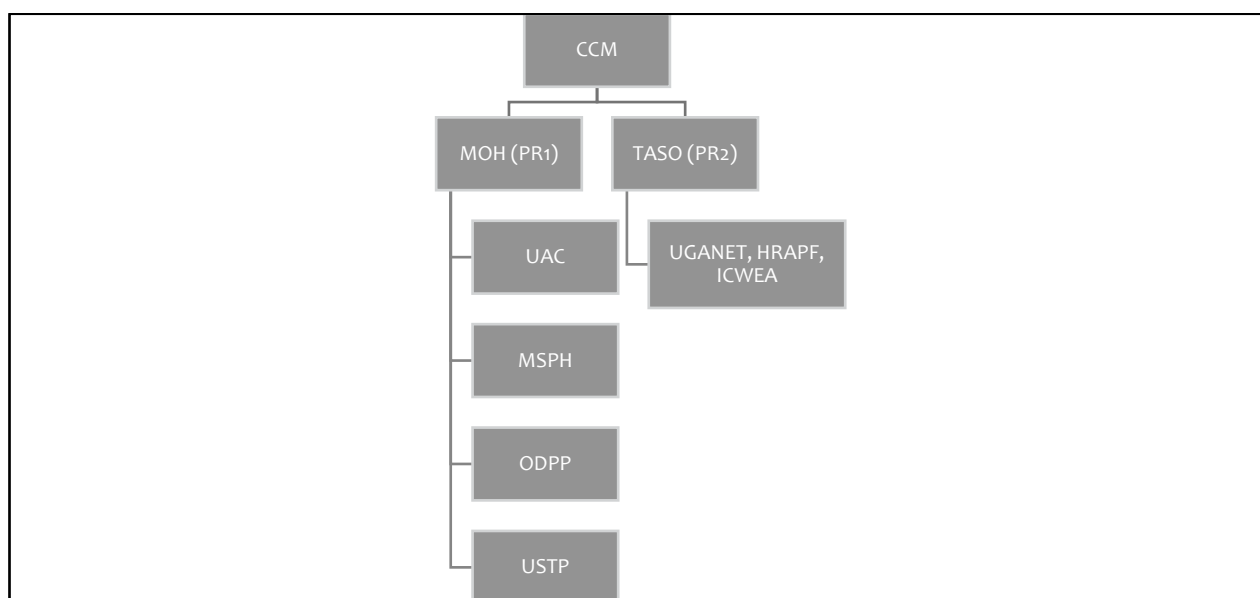 CCM
MOH (PR1)
TASO (PR2)
UAC
UGANET, HRAPF,
ICWEA
MSPH
ODPP
USTP